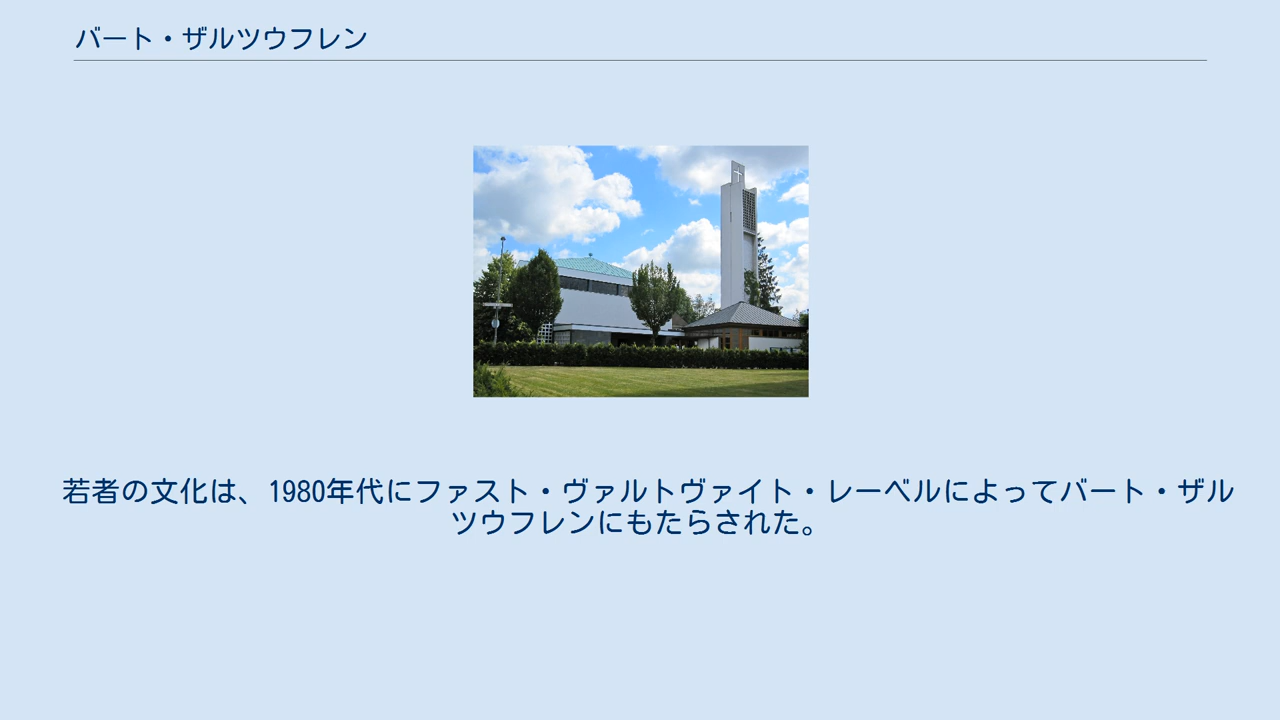 バート・ザルツウフレン
若者の文化は、1980年代にファスト・ヴァルトヴァイト・レーベルによってバート・ザル
ツウフレンにもたらされた。